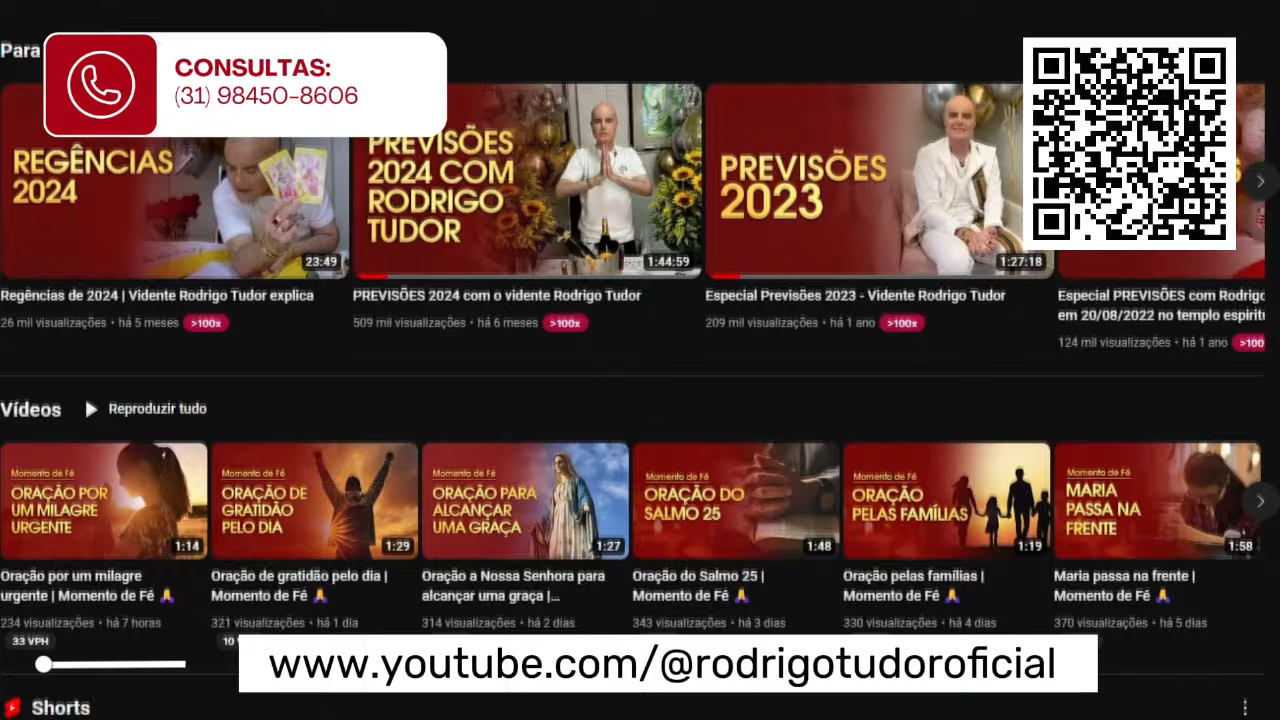 Para
CONSULTAS:
(31) 98450-8606
REGÊNCIAS
2024
23:49
PREVISÕES
2024 COM
RODRIGO
TUDOR
1:44:59
PREVISÕES
2023
1:27:18
Regências de 2024 | Vidente Rodrigo Tudor explica
26 mil visualizações • há 5 meses >100x
PREVISÕES 2024 com o vidente Rodrigo Tudor
509 mil visualizações • há 6 meses >100x
Especial Previsões 2023 - Vidente Rodrigo Tudor
209 mil visualizações • há 1 ano >100x
Especial PREVISÕES com Rodrigo
em 20/08/2022 no templo
124 mil visualizações • há 1 ano >100
Vídeos Reproduzir tudo
Momento de Fé
ORAÇÃO POR
UM MILAGRE
URGENTE
1:14
Momento de Fé
ORAÇÃO DE
GRATIDÃO
PELO DIA
1:29
Momento de Fé
ORAÇÃO PARA
ALCANÇAR
UMA GRAÇA
1:27
Momento de Fé
ORAÇÃO DO
SALMO 25
1:48
Momento de Fé
ORAÇÃO
PELAS FAMÍLIAS
1:19
Momento de Fé
MARIA
PASSA NA
FRENTE
1:58
Oração por um milagre
urgente | Momento de Fé 🙏
234 visualizações • há 7 horas
33 VPH
Oração de gratidão pelo dia |
Momento de Fé 🙏
321 visualizações • há 1 dia
10
Oração a Nossa Senhora para
alcançar uma graça |...
314 visualizações • há 2 dias
Oração do Salmo 25 |
Momento de Fé 🙏
343 visualizações • há 3 dias
Oração pelas famílias |
Momento de Fé 🙏
330 visualizações • há 4 dias
Maria passa na frente |
Momento de Fé 🙏
370 visualizações • há 5 dias
www.youtube.com/@rodrigotudoroficial
Shorts